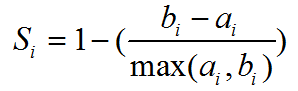 S_i = 1 − ( (b_i − a_i) / max(a_i, b_i) )